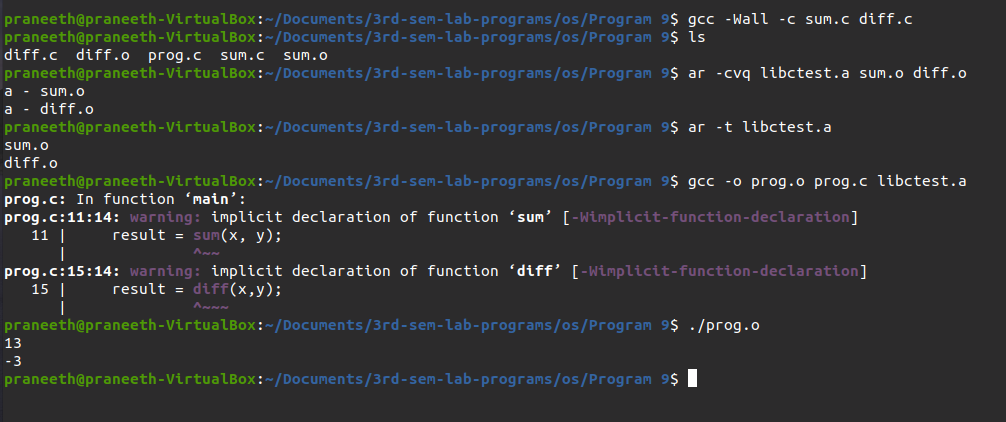 praneeth@praneeth-VirtualBox:~/Documents/3rd-sem-lab-programs/os/Program 9$ gcc -Wall -c sum.c diff.c
praneeth@praneeth-VirtualBox:~/Documents/3rd-sem-lab-programs/os/Program 9$ ls
diff.c  diff.o  prog.c  sum.c  sum.o
praneeth@praneeth-VirtualBox:~/Documents/3rd-sem-lab-programs/os/Program 9$ ar -cvq libctest.a sum.o diff.o
a - sum.o
a - diff.o
praneeth@praneeth-VirtualBox:~/Documents/3rd-sem-lab-programs/os/Program 9$ ar -t libctest.a
sum.o
diff.o
praneeth@praneeth-VirtualBox:~/Documents/3rd-sem-lab-programs/os/Program 9$ gcc -o prog.o prog.c libctest.a
prog.c: In function ‘main’:
prog.c:11:14: warning: implicit declaration of function ‘sum’ [-Wimplicit-function-declaration]
   11 |     result = sum(x, y);
      |              ^~~
prog.c:15:14: warning: implicit declaration of function ‘diff’ [-Wimplicit-function-declaration]
   15 |     result = diff(x,y);
      |              ^~~~
praneeth@praneeth-VirtualBox:~/Documents/3rd-sem-lab-programs/os/Program 9$ ./prog.o
13
-3
praneeth@praneeth-VirtualBox:~/Documents/3rd-sem-lab-programs/os/Program 9$